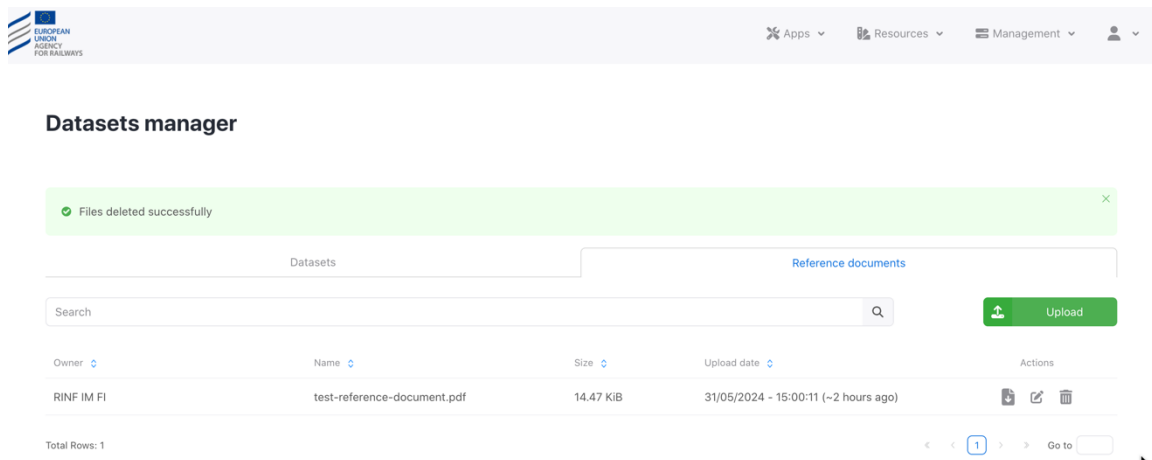 EUROPEAN
UNION
AGENCY
FOR RAILWAYS
Apps Resources Management
Datasets manager
Files deleted successfully
Datasets Reference documents
Search Upload
Owner Name Size Upload date Actions
RINF IM FI test-reference-document.pdf 14.47 KiB 31/05/2024 - 15:00:11 (~2 hours ago)
Total Rows: 1 « < 1 > » Go to